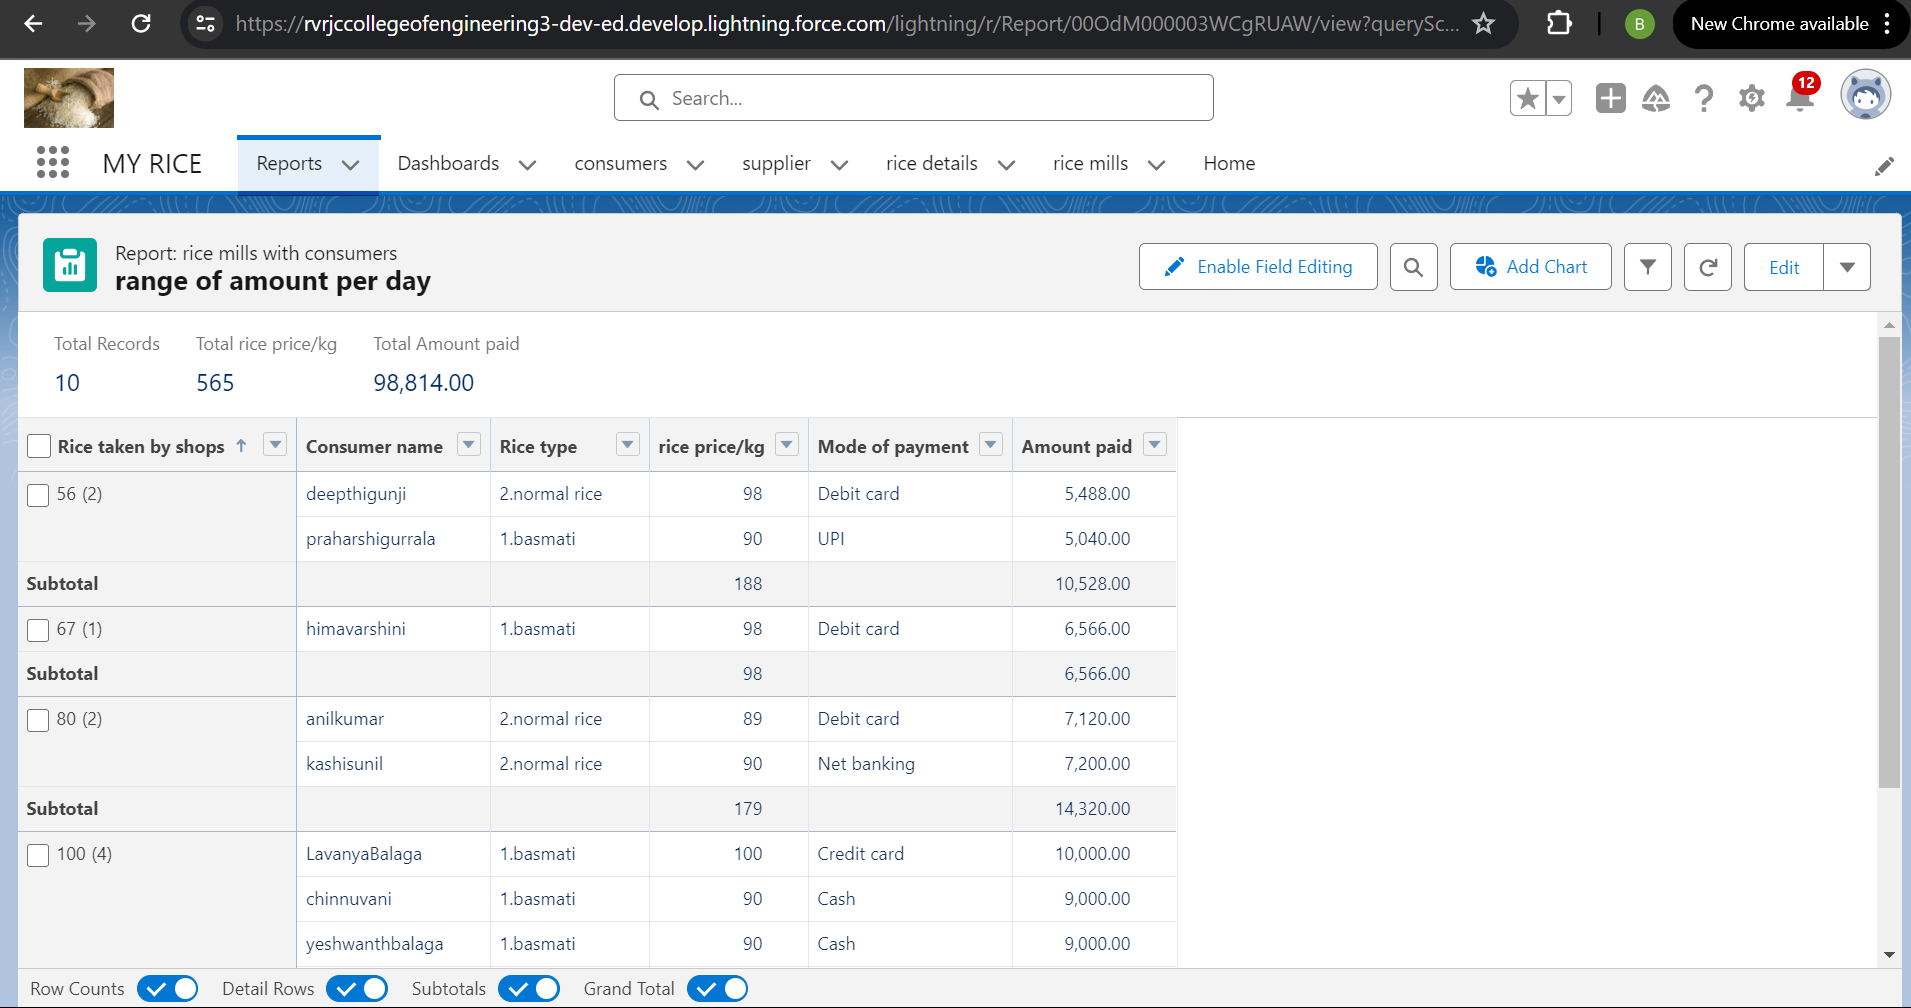 https://rvrjccollegeofengineering3-dev-ed.develop.lightning.force.com/lightning/r/Report/00OdM000003WCgRUAW/view?querySc...
B
New Chrome available
Search...
12
MY RICE
Reports
Dashboards
consumers
supplier
rice details
rice mills
Home
Report: rice mills with consumers
range of amount per day
Enable Field Editing
Add Chart
Edit
Total Records Total rice price/kg Total Amount paid
10 565 98,814.00
Rice taken by shops ↑ Consumer name Rice type rice price/kg Mode of payment Amount paid
56 (2) deepthigunji 2.normal rice 98 Debit card 5,488.00
praharshigurrala 1.basmati 90 UPI 5,040.00
Subtotal 188 10,528.00
67 (1) himavarshini 1.basmati 98 Debit card 6,566.00
Subtotal 98 6,566.00
80 (2) anilkumar 2.normal rice 89 Debit card 7,120.00
kashisunil 2.normal rice 90 Net banking 7,200.00
Subtotal 179 14,320.00
100 (4) LavanyaBalaga 1.basmati 100 Credit card 10,000.00
chinnuvani 1.basmati 90 Cash 9,000.00
yeshwanthbalaga 1.basmati 90 Cash 9,000.00
Row Counts Detail Rows Subtotals Grand Total